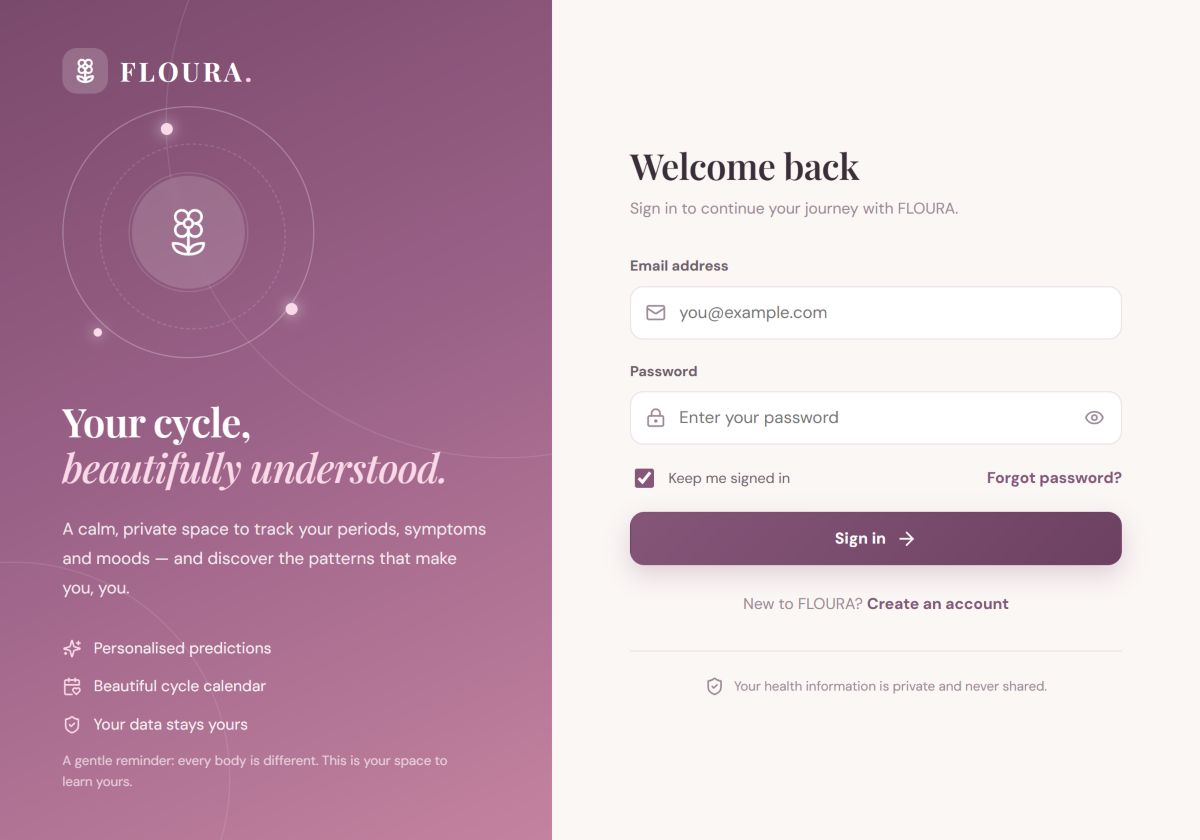 FLOURA.
Your cycle,
beautifully understood.
A calm, private space to track your periods, symptoms
and moods — and discover the patterns that make
you, you.
Personalised predictions
Beautiful cycle calendar
Your data stays yours
A gentle reminder: every body is different. This is your space to
learn yours.
Welcome back
Sign in to continue your journey with FLOURA.
Email address
you@example.com
Password
Enter your password
Keep me signed in
Forgot password?
Sign in
New to FLOURA? Create an account
Your health information is private and never shared.